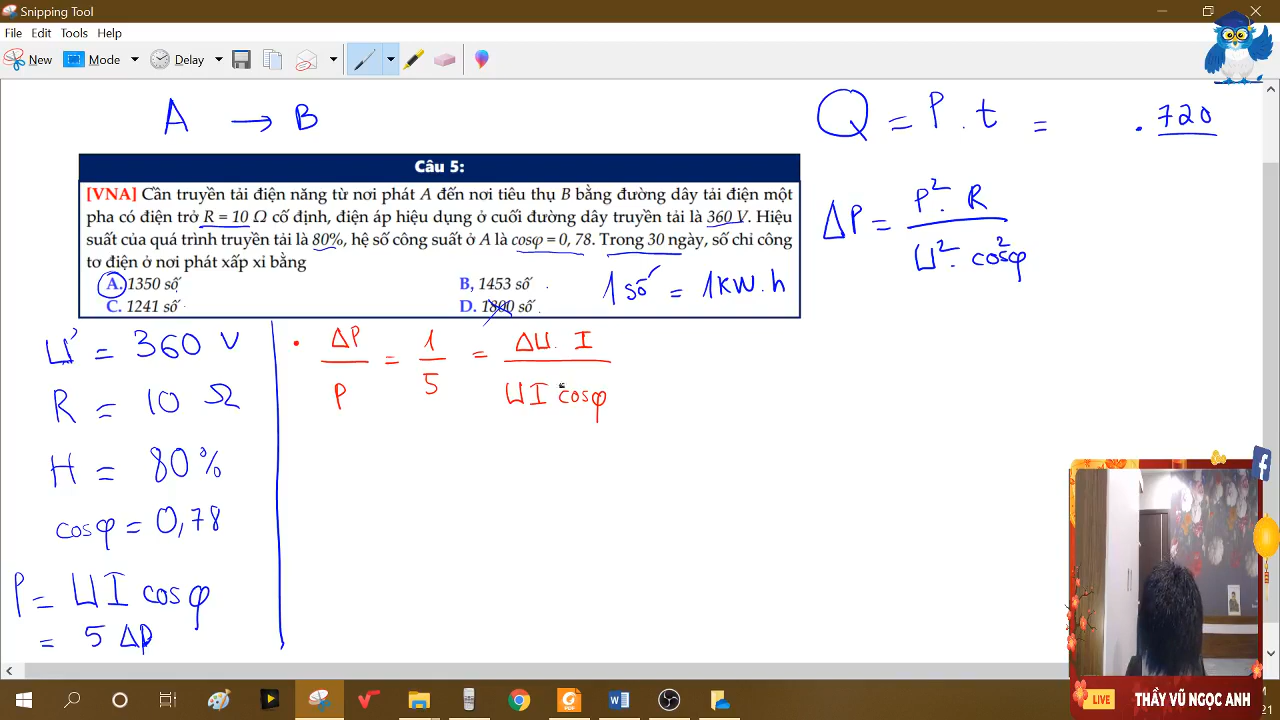 Snipping Tool
File Edit Tools Help
New Mode Delay
A → B
Q = P . t = . 720
Câu 5:
[VNA] Cần truyền tải điện năng từ nơi phát A đến nơi tiêu thụ B bằng đường dây tải điện một
pha có điện trở R = 10 Ω cố định, điện áp hiệu dụng ở cuối đường dây truyền tải là 360 V. Hiệu
suất của quá trình truyền tải là 80%, hệ số công suất ở A là cosφ = 0, 78. Trong 30 ngày, số chỉ công
tơ điện ở nơi phát xấp xỉ bằng
A. 1350 số B, 1453 số
C. 1241 số D. 1800 số
1 số = 1KW.h
ΔP = P². R / U². cos²φ
U' = 360 V
R = 10 Ω
H = 80%
cosφ = 0,78
P = UI cosφ
= 5 ΔP
• ΔP / P = 1 / 5 = ΔU. I / UI cosφ
LIVE THẦY VŨ NGỌC ANH
21